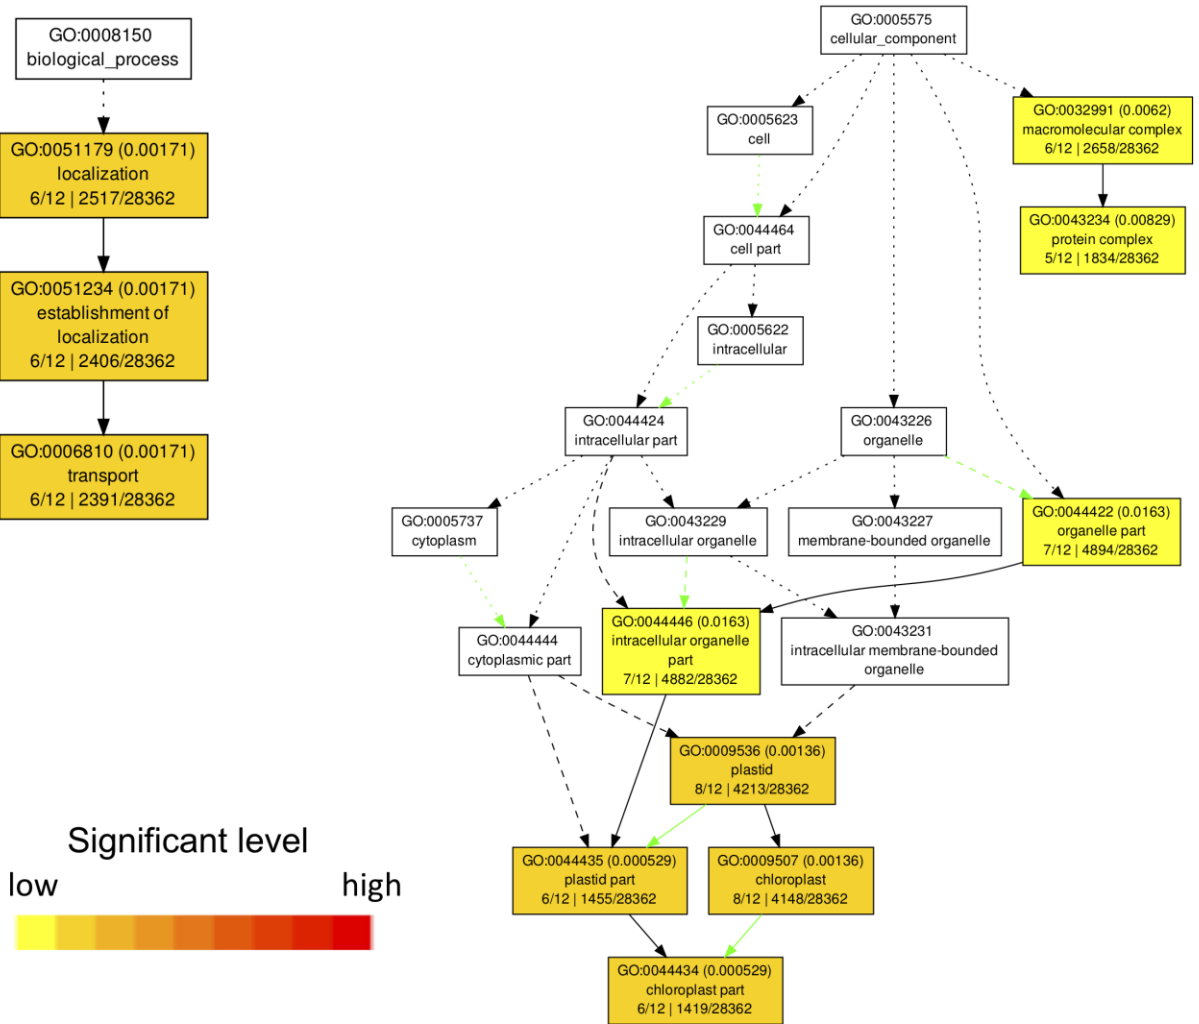 GO:0008150
biological_process
GO:0051179 (0.00171)
localization
6/12 | 2517/28362
GO:0051234 (0.00171)
establishment of
localization
6/12 | 2406/28362
GO:0006810 (0.00171)
transport
6/12 | 2391/28362
GO:0005575
cellular_component
GO:0005623
cell
GO:0032991 (0.0062)
macromolecular complex
6/12 | 2658/28362
GO:0044464
cell part
GO:0043234 (0.00829)
protein complex
5/12 | 1834/28362
GO:0005622
intracellular
GO:0044424
intracellular part
GO:0043226
organelle
GO:0005737
cytoplasm
GO:0043229
intracellular organelle
GO:0043227
membrane-bounded organelle
GO:0044422 (0.0163)
organelle part
7/12 | 4894/28362
GO:0044444
cytoplasmic part
GO:0044446 (0.0163)
intracellular organelle
part
7/12 | 4882/28362
GO:0043231
intracellular membrane-bounded
organelle
GO:0009536 (0.00136)
plastid
8/12 | 4213/28362
GO:0044435 (0.000529)
plastid part
6/12 | 1455/28362
GO:0009507 (0.00136)
chloroplast
8/12 | 4148/28362
GO:0044434 (0.000529)
chloroplast part
6/12 | 1419/28362
Significant level
low high